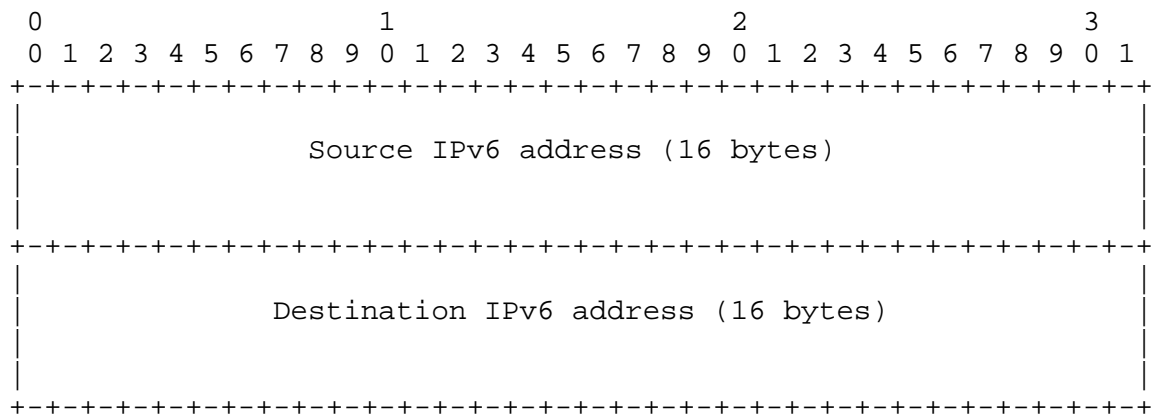 0                   1                   2                   3
 0 1 2 3 4 5 6 7 8 9 0 1 2 3 4 5 6 7 8 9 0 1 2 3 4 5 6 7 8 9 0 1
+-+-+-+-+-+-+-+-+-+-+-+-+-+-+-+-+-+-+-+-+-+-+-+-+-+-+-+-+-+-+-+-+
|                                                               |
|                Source IPv6 address (16 bytes)                 |
|                                                               |
|                                                               |
+-+-+-+-+-+-+-+-+-+-+-+-+-+-+-+-+-+-+-+-+-+-+-+-+-+-+-+-+-+-+-+-+
|                                                               |
|              Destination IPv6 address (16 bytes)              |
|                                                               |
|                                                               |
+-+-+-+-+-+-+-+-+-+-+-+-+-+-+-+-+-+-+-+-+-+-+-+-+-+-+-+-+-+-+-+-+